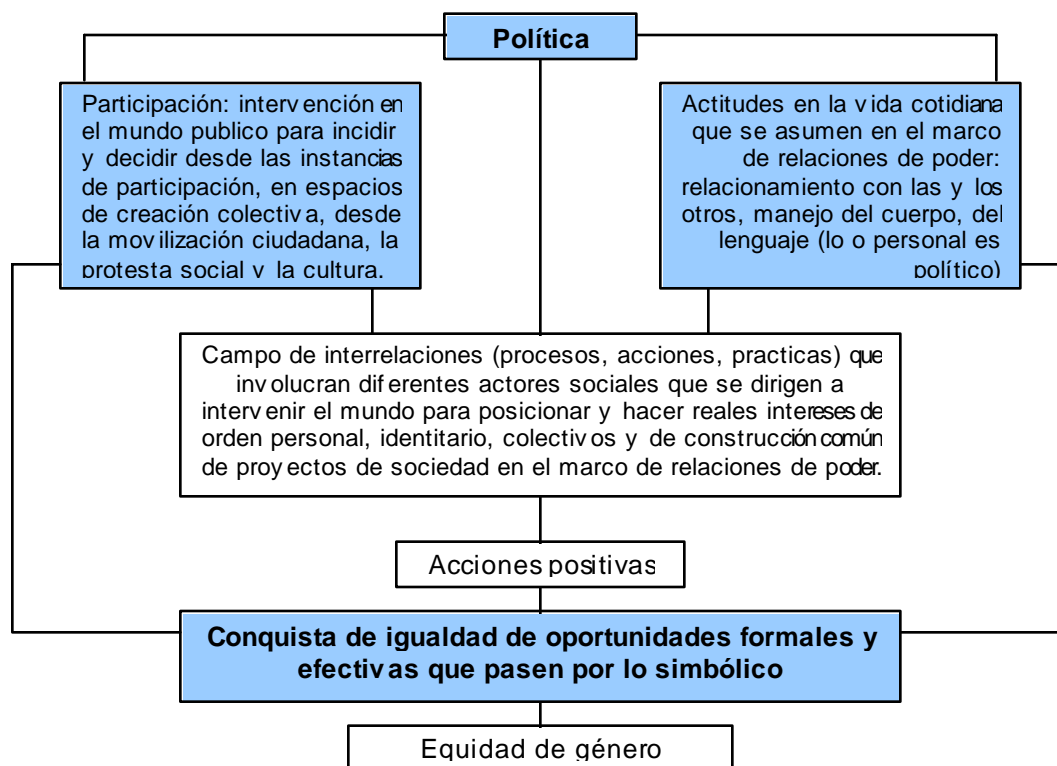 Política
Participación: intervención en
el mundo publico para incidir
y decidir desde las instancias
de participación, en espacios
de creación colectiva, desde
la movilización ciudadana, la
protesta social y la cultura.
Actitudes en la vida cotidiana
que se asumen en el marco
de relaciones de poder:
relacionamiento con las y los
otros, manejo del cuerpo, del
lenguaje (lo o personal es
político)
Campo de interrelaciones (procesos, acciones, practicas) que
involucran diferentes actores sociales que se dirigen a
intervenir el mundo para posicionar y hacer reales intereses de
orden personal, identitario, colectivos y de construcción común
de proyectos de sociedad en el marco de relaciones de poder.
Acciones positivas
Conquista de igualdad de oportunidades formales y
efectivas que pasen por lo simbólico
Equidad de género